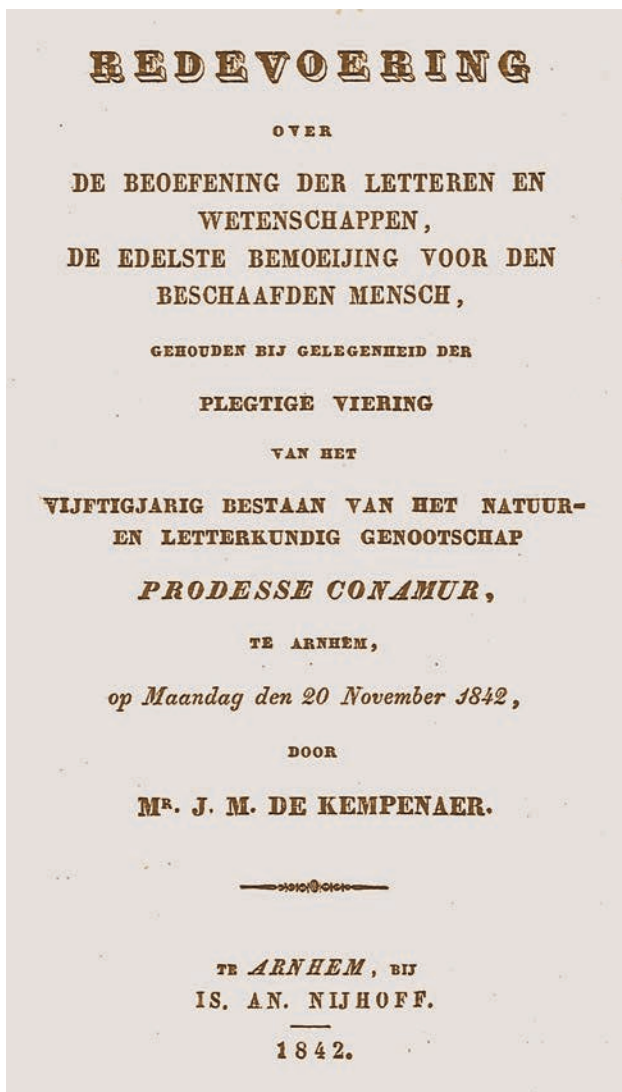 REDEVOERING
OVER
DE BEOEFENING DER LETTEREN EN
WETENSCHAPPEN,
DE EDELSTE BEMOEIJING VOOR DEN
BESCHAAFDEN MENSCH,
GEHOUDEN BIJ GELEGENHEID DER
PLEGTIGE VIERING
VAN HET
VIJFTIGJARIG BESTAAN VAN HET NATUUR-
EN LETTERKUNDIG GENOOTSCHAP
PRODESSE CONAMUR,
TE ARNHEM,
op Maandag den 20 November 1842,
DOOR
MR. J. M. DE KEMPENAER.
TE ARNHEM, BIJ
IS. AN. NIJHOFF.
1842.